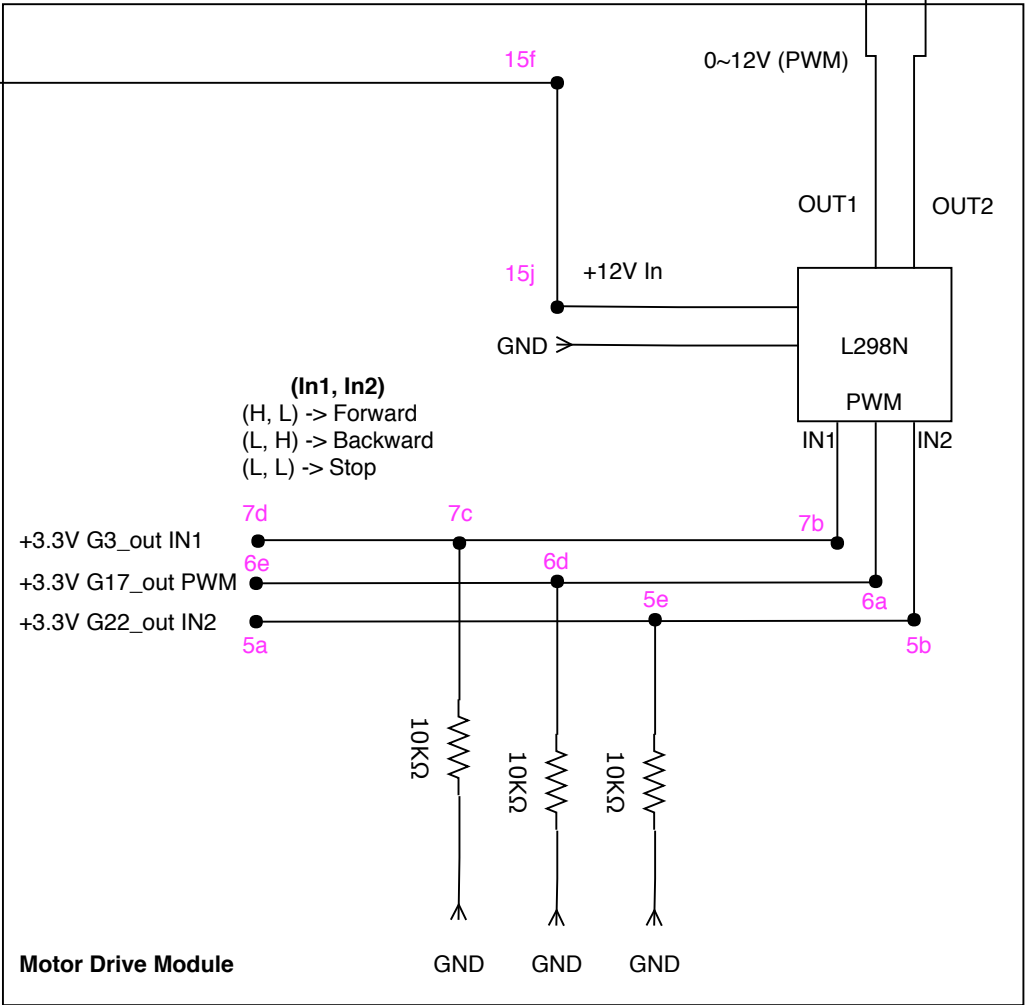 15f
0~12V (PWM)
OUT1
OUT2
15j
+12V In
GND
L298N
PWM
(In1, In2)
(H, L) -> Forward
(L, H) -> Backward
(L, L) -> Stop
IN1
IN2
7d
7c
7b
+3.3V G3_out IN1
6e
6d
+3.3V G17_out PWM
5e
6a
+3.3V G22_out IN2
5a
5b
10KΩ
10KΩ
10KΩ
Motor Drive Module
GND
GND
GND